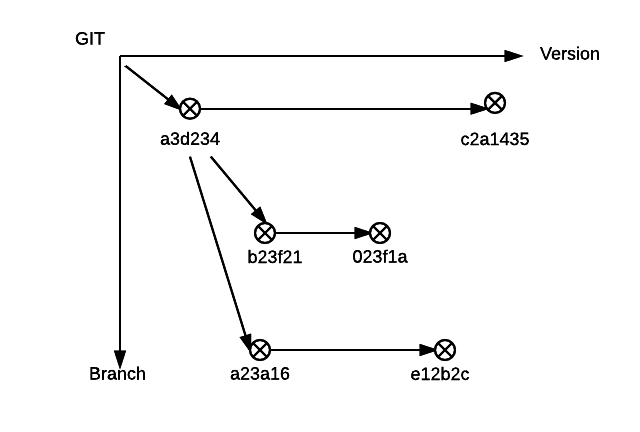 GIT
Version
a3d234
c2a1435
b23f21
023f1a
Branch
a23a16
e12b2c